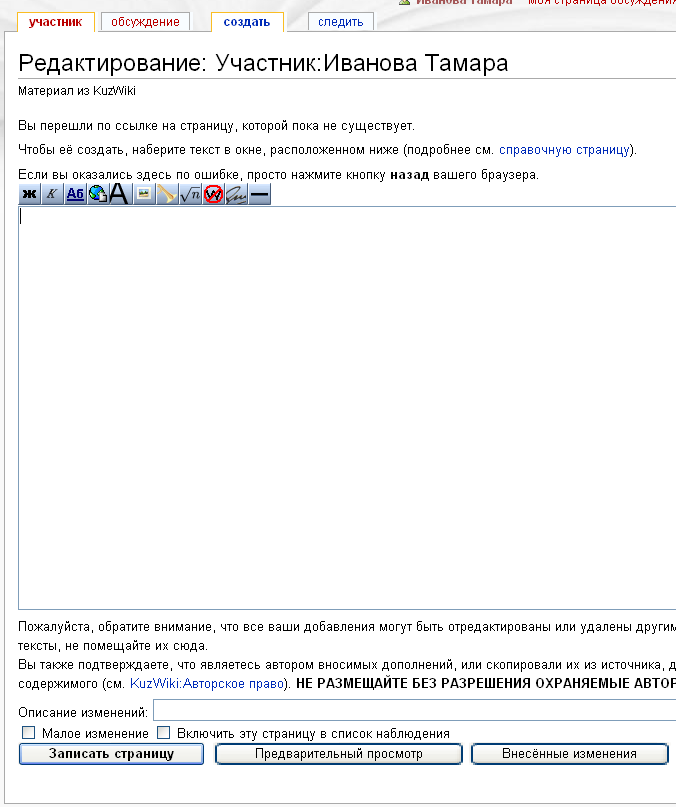 Иванова Тамара Моя страница обсуждения
участник обсуждение создать следить
Редактирование: Участник:Иванова Тамара
Материал из KuzWiki
Вы перешли по ссылке на страницу, которой пока не существует.
Чтобы её создать, наберите текст в окне, расположенном ниже (подробнее см. справочную страницу).
Если вы оказались здесь по ошибке, просто нажмите кнопку назад вашего браузера.
Ж К Аб A √n W
Пожалуйста, обратите внимание, что все ваши добавления могут быть отредактированы или удалены другим
тексты, не помещайте их сюда.
Вы также подтверждаете, что являетесь автором вносимых дополнений, или скопировали их из источника, д
содержимого (см. KuzWiki:Авторское право). НЕ РАЗМЕЩАЙТЕ БЕЗ РАЗРЕШЕНИЯ ОХРАНЯЕМЫЕ АВТОР
Описание изменений:
Малое изменение Включить эту страницу в список наблюдения
Записать страницу Предварительный просмотр Внесённые изменения